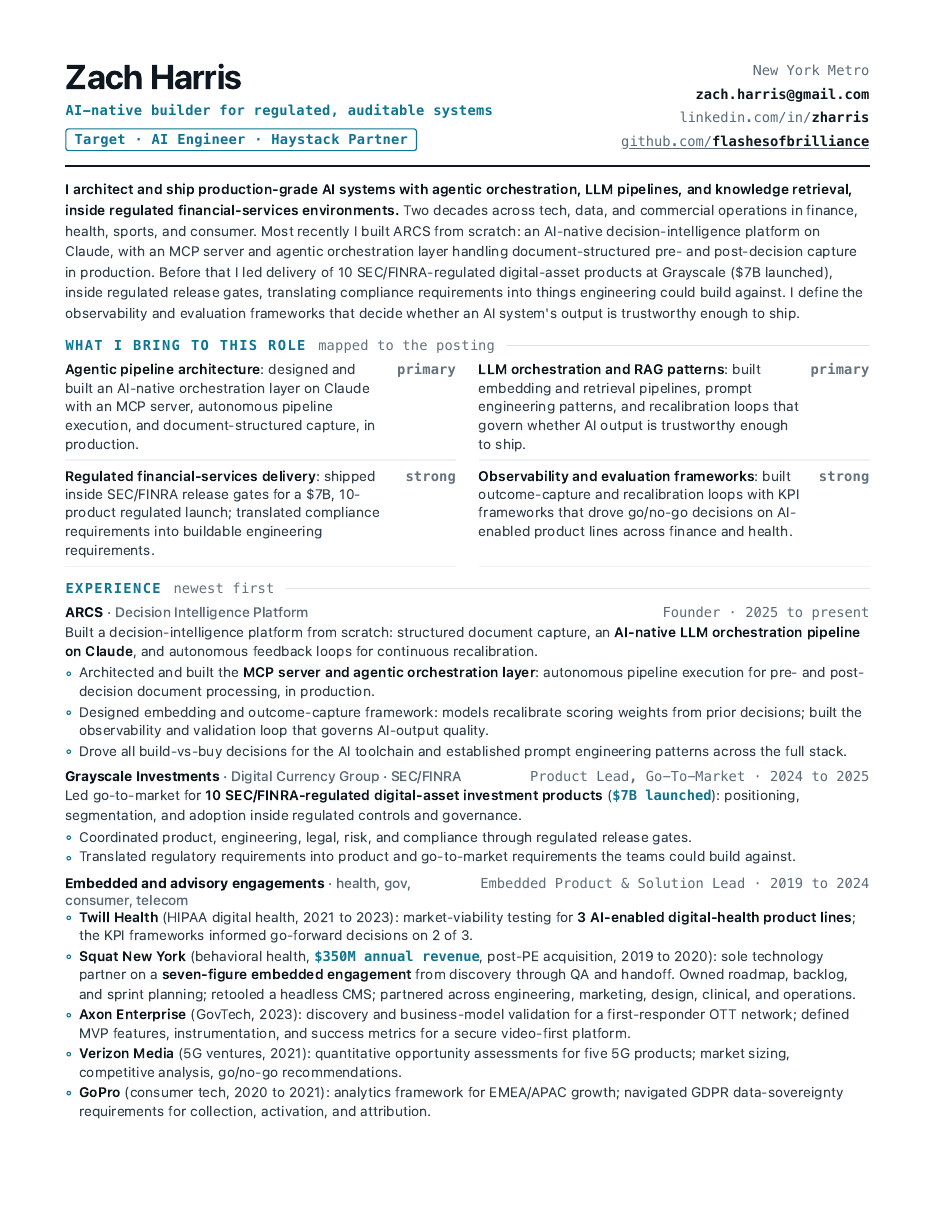 Zach Harris
AI-native builder for regulated, auditable systems
Target · AI Engineer · Haystack Partner
New York Metro
zach.harris@gmail.com
linkedin.com/in/zharris
github.com/flashesofbrilliance
I architect and ship production-grade AI systems with agentic orchestration, LLM pipelines, and knowledge retrieval,
inside regulated financial-services environments. Two decades across tech, data, and commercial operations in finance,
health, sports, and consumer. Most recently I built ARCS from scratch: an AI-native decision-intelligence platform on
Claude, with an MCP server and agentic orchestration layer handling document-structured pre- and post-decision capture
in production. Before that I led delivery of 10 SEC/FINRA-regulated digital-asset products at Grayscale ($7B launched),
inside regulated release gates, translating compliance requirements into things engineering could build against. I define the
observability and evaluation frameworks that decide whether an AI system's output is trustworthy enough to ship.
WHAT I BRING TO THIS ROLE mapped to the posting
Agentic pipeline architecture: designed and primary
built an AI-native orchestration layer on Claude
with an MCP server, autonomous pipeline
execution, and document-structured capture, in
production.
LLM orchestration and RAG patterns: built primary
embedding and retrieval pipelines, prompt
engineering patterns, and recalibration loops that
govern whether AI output is trustworthy enough
to ship.
Regulated financial-services delivery: shipped strong
inside SEC/FINRA release gates for a $7B, 10-
product regulated launch; translated compliance
requirements into buildable engineering
requirements.
Observability and evaluation frameworks: built strong
outcome-capture and recalibration loops with KPI
frameworks that drove go/no-go decisions on AI-
enabled product lines across finance and health.
EXPERIENCE newest first
ARCS · Decision Intelligence Platform Founder · 2025 to present
Built a decision-intelligence platform from scratch: structured document capture, an AI-native LLM orchestration pipeline
on Claude, and autonomous feedback loops for continuous recalibration.
Architected and built the MCP server and agentic orchestration layer: autonomous pipeline execution for pre- and post-
decision document processing, in production.
Designed embedding and outcome-capture framework: models recalibrate scoring weights from prior decisions; built the
observability and validation loop that governs AI-output quality.
Drove all build-vs-buy decisions for the AI toolchain and established prompt engineering patterns across the full stack.
Grayscale Investments · Digital Currency Group · SEC/FINRA Product Lead, Go-To-Market · 2024 to 2025
Led go-to-market for 10 SEC/FINRA-regulated digital-asset investment products ($7B launched): positioning,
segmentation, and adoption inside regulated controls and governance.
Coordinated product, engineering, legal, risk, and compliance through regulated release gates.
Translated regulatory requirements into product and go-to-market requirements the teams could build against.
Embedded and advisory engagements · health, gov, Embedded Product & Solution Lead · 2019 to 2024
consumer, telecom
Twill Health (HIPAA digital health, 2021 to 2023): market-viability testing for 3 AI-enabled digital-health product lines;
the KPI frameworks informed go-forward decisions on 2 of 3.
Squat New York (behavioral health, $350M annual revenue, post-PE acquisition, 2019 to 2020): sole technology
partner on a seven-figure embedded engagement from discovery through QA and handoff. Owned roadmap, backlog,
and sprint planning; retooled a headless CMS; partnered across engineering, marketing, design, clinical, and operations.
Axon Enterprise (GovTech, 2023): discovery and business-model validation for a first-responder OTT network; defined
MVP features, instrumentation, and success metrics for a secure video-first platform.
Verizon Media (5G ventures, 2021): quantitative opportunity assessments for five 5G products; market sizing,
competitive analysis, go/no-go recommendations.
GoPro (consumer tech, 2020 to 2021): analytics framework for EMEA/APAC growth; navigated GDPR data-sovereignty
requirements for collection, activation, and attribution.